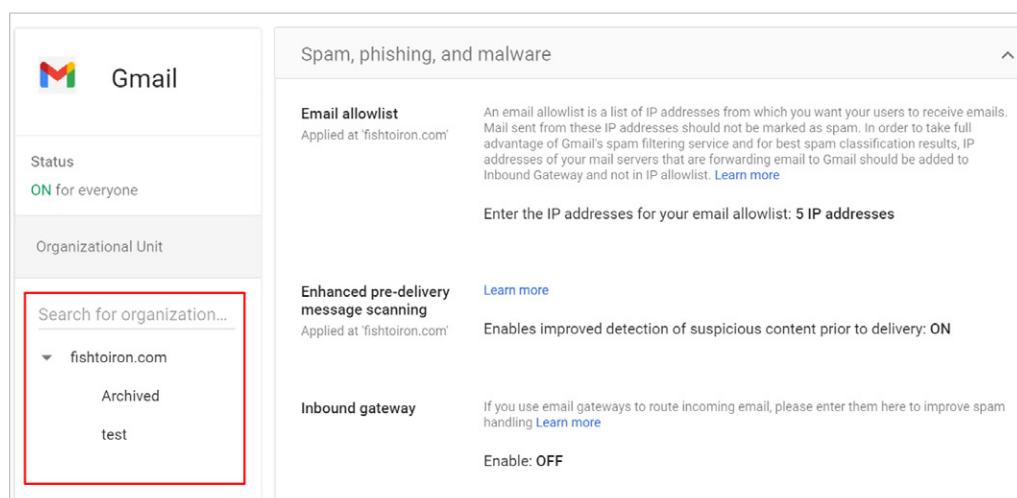 Gmail
Status
ON for everyone
Organizational Unit
Search for organization...
fishtoiron.com
Archived
test
Spam, phishing, and malware
Email allowlist
Applied at 'fishtoiron.com'
An email allowlist is a list of IP addresses from which you want your users to receive emails.
Mail sent from these IP addresses should not be marked as spam. In order to take full
advantage of Gmail's spam filtering service and for best spam classification results, IP
addresses of your mail servers that are forwarding email to Gmail should be added to
Inbound Gateway and not in IP allowlist. Learn more
Enter the IP addresses for your email allowlist: 5 IP addresses
Enhanced pre-delivery
message scanning
Applied at 'fishtoiron.com'
Learn more
Enables improved detection of suspicious content prior to delivery: ON
Inbound gateway
If you use email gateways to route incoming email, please enter them here to improve spam
handling Learn more
Enable: OFF